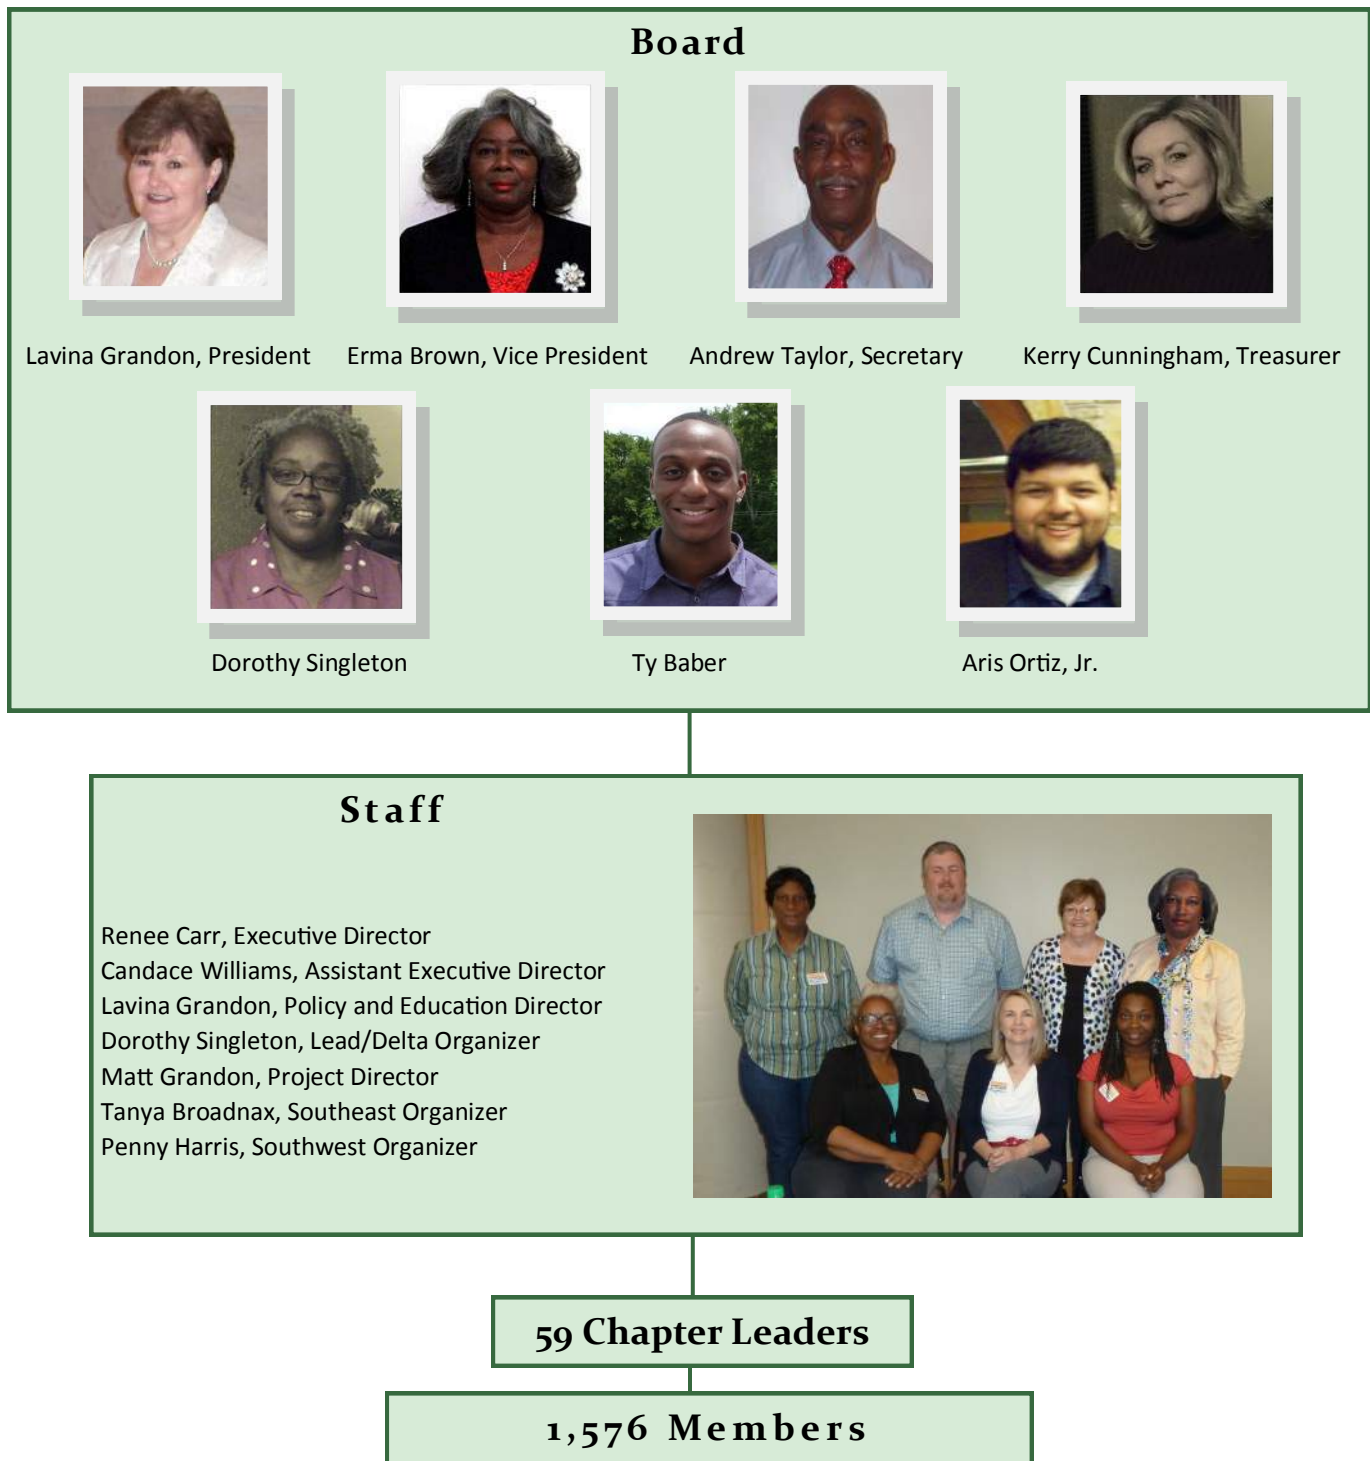 Board
Lavina Grandon, President
Erma Brown, Vice President
Andrew Taylor, Secretary
Kerry Cunningham, Treasurer
Dorothy Singleton
Ty Baber
Aris Ortiz, Jr.
Staff
Renee Carr, Executive Director
Candace Williams, Assistant Executive Director
Lavina Grandon, Policy and Education Director
Dorothy Singleton, Lead/Delta Organizer
Matt Grandon, Project Director
Tanya Broadnax, Southeast Organizer
Penny Harris, Southwest Organizer
59 Chapter Leaders
1,576 Members